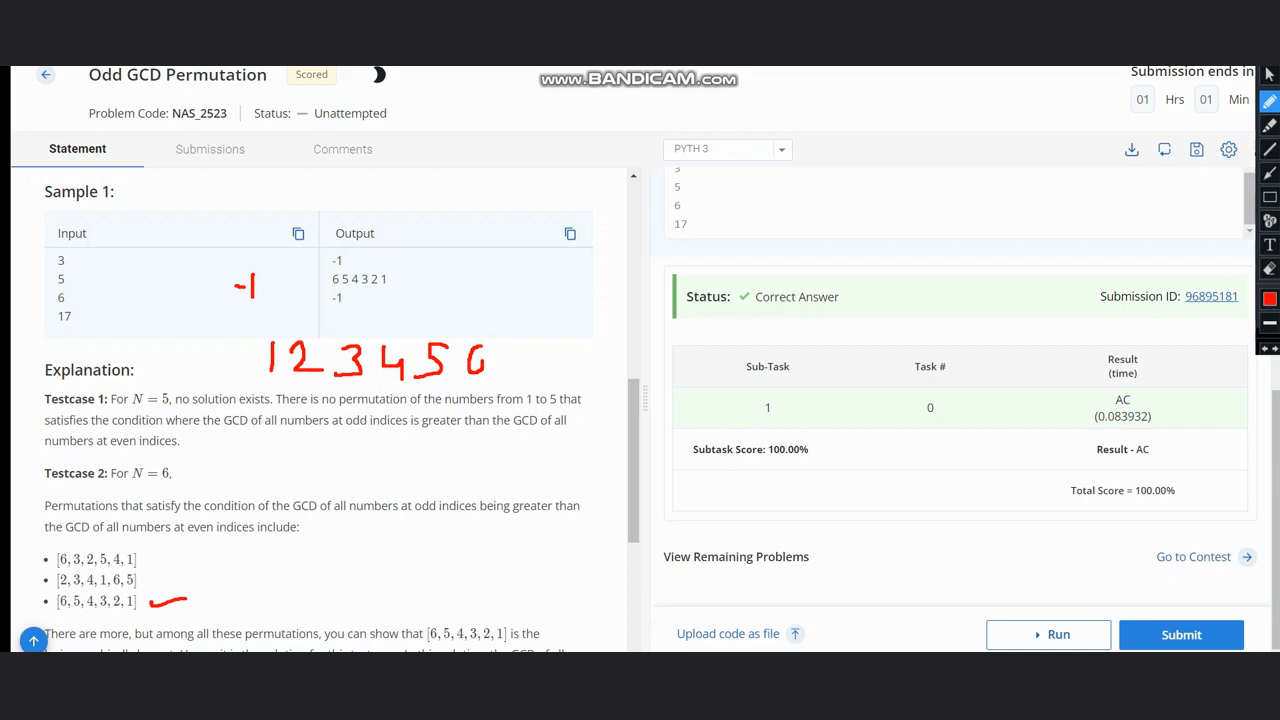 www.BANDICAM.com
Odd GCD Permutation Scored
Submission ends in
01 Hrs 01 Min
Problem Code: NAS_2523 Status: — Unattempted
Statement Submissions Comments
PYTH 3
Sample 1:
Input Output
3
5
6
17
-1
6 5 4 3 2 1
-1
-1
1 2 3 4 5 6
Explanation:
Testcase 1: For N = 5, no solution exists. There is no permutation of the numbers from 1 to 5 that
satisfies the condition where the GCD of all numbers at odd indices is greater than the GCD of all
numbers at even indices.
Testcase 2: For N = 6,
Permutations that satisfy the condition of the GCD of all numbers at odd indices being greater than
the GCD of all numbers at even indices include:
• [6, 3, 2, 5, 4, 1]
• [2, 3, 4, 1, 6, 5]
• [6, 5, 4, 3, 2, 1]
There are more, but among all these permutations, you can show that [6, 5, 4, 3, 2, 1] is the
3
5
6
17
Status: ✓ Correct Answer Submission ID: 96895181
Sub-Task Task # Result
(time)
1 0 AC
(0.083932)
Subtask Score: 100.00% Result - AC
Total Score = 100.00%
View Remaining Problems Go to Contest
Upload code as file Run Submit